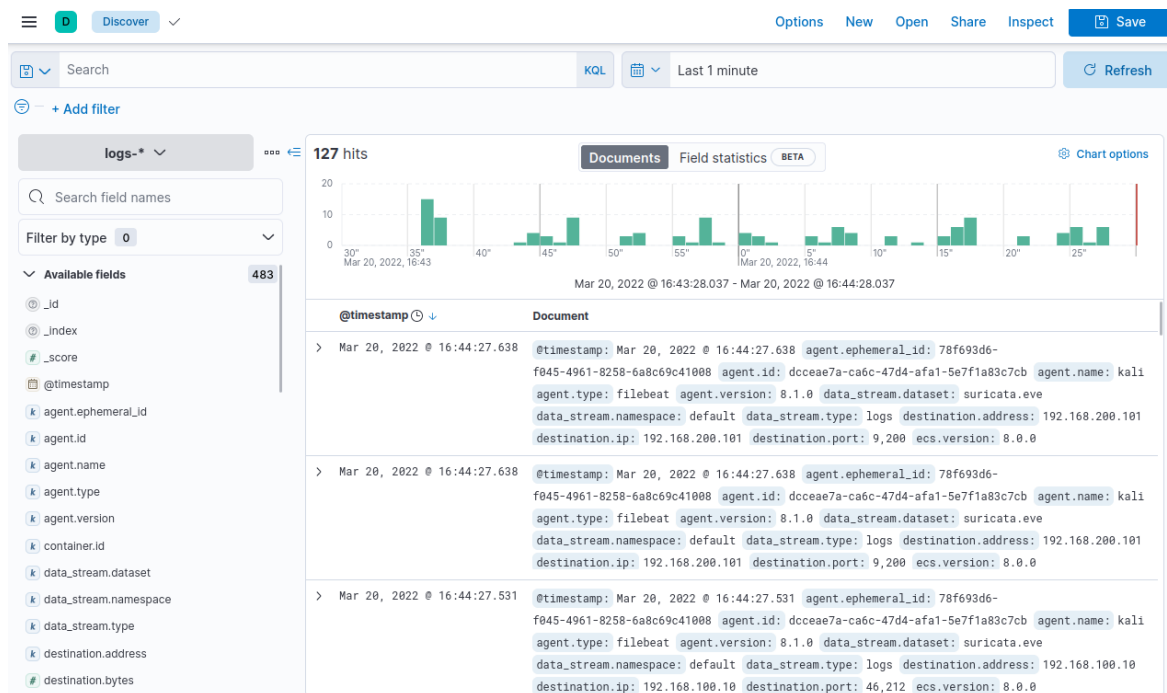 D Discover Options New Open Share Inspect Save
Search KQL Last 1 minute Refresh
+ Add filter
logs-*
Search field names
Filter by type 0
Available fields 483
_id
_index
# _score
@timestamp
k agent.ephemeral_id
k agent.id
k agent.name
k agent.type
k agent.version
k container.id
k data_stream.dataset
k data_stream.namespace
k data_stream.type
k destination.address
# destination.bytes
127 hits Documents Field statistics BETA Chart options
20
10
0
30" 35" 40" 45" 50" 55" 0" 5" 10" 15" 20" 25"
Mar 20, 2022, 16:43 Mar 20, 2022, 16:44
Mar 20, 2022 @ 16:43:28.037 - Mar 20, 2022 @ 16:44:28.037
@timestamp Document
Mar 20, 2022 @ 16:44:27.638 @timestamp: Mar 20, 2022 @ 16:44:27.638 agent.ephemeral_id: 78f693d6-
f045-4961-8258-6a8c69c41008 agent.id: dcceae7a-ca6c-47d4-afa1-5e7f1a83c7cb agent.name: kali
agent.type: filebeat agent.version: 8.1.0 data_stream.dataset: suricata.eve
data_stream.namespace: default data_stream.type: logs destination.address: 192.168.200.101
destination.ip: 192.168.200.101 destination.port: 9,200 ecs.version: 8.0.0
Mar 20, 2022 @ 16:44:27.638 @timestamp: Mar 20, 2022 @ 16:44:27.638 agent.ephemeral_id: 78f693d6-
f045-4961-8258-6a8c69c41008 agent.id: dcceae7a-ca6c-47d4-afa1-5e7f1a83c7cb agent.name: kali
agent.type: filebeat agent.version: 8.1.0 data_stream.dataset: suricata.eve
data_stream.namespace: default data_stream.type: logs destination.address: 192.168.200.101
destination.ip: 192.168.200.101 destination.port: 9,200 ecs.version: 8.0.0
Mar 20, 2022 @ 16:44:27.531 @timestamp: Mar 20, 2022 @ 16:44:27.531 agent.ephemeral_id: 78f693d6-
f045-4961-8258-6a8c69c41008 agent.id: dcceae7a-ca6c-47d4-afa1-5e7f1a83c7cb agent.name: kali
agent.type: filebeat agent.version: 8.1.0 data_stream.dataset: suricata.eve
data_stream.namespace: default data_stream.type: logs destination.address: 192.168.100.10
destination.ip: 192.168.100.10 destination.port: 46,212 ecs.version: 8.0.0